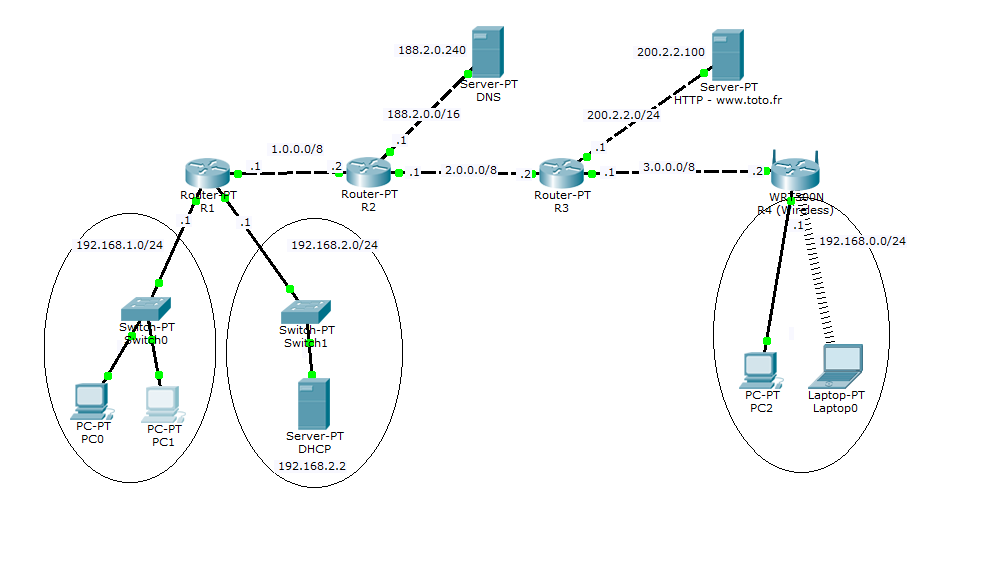 188.2.0.240
Server-PT
DNS
188.2.0.0/16
.1
200.2.2.100
Server-PT
HTTP - www.toto.fr
200.2.2.0/24
.1
1.0.0.0/8
.1
.2
Router-PT
R1
Router-PT
R2
.1
2.0.0.0/8
.2
Router-PT
R3
.1
3.0.0.0/8
.2
WRT300N
R4 (Wireless)
.1
192.168.0.0/24
.1
192.168.1.0/24
.1
192.168.2.0/24
Switch-PT
Switch0
Switch-PT
Switch1
PC-PT
PC0
PC-PT
PC1
Server-PT
DHCP
192.168.2.2
PC-PT
PC2
Laptop-PT
Laptop0